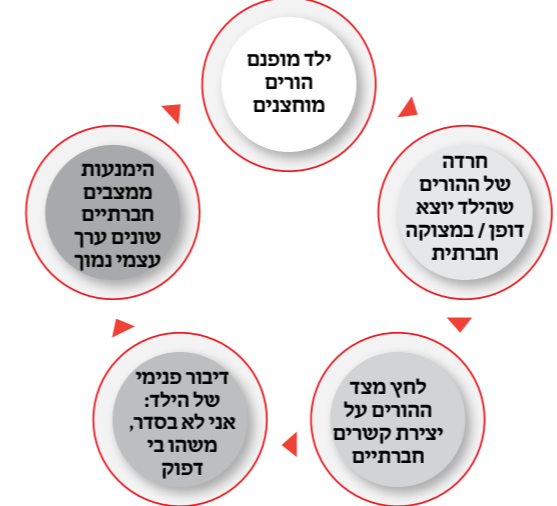 ילד מופנם
הורים
מוחצנים
חרדה
של ההורים
שהילד יוצא
דופן / במצוקה
חברתית
לחץ מצד
ההורים על
יצירת קשרים
חברתיים
דיבור פנימי
של הילד:
אני לא בסדר,
משהו בי
דפוק
הימנעות
ממצבים
חברתיים
שונים ערך
עצמי נמוך